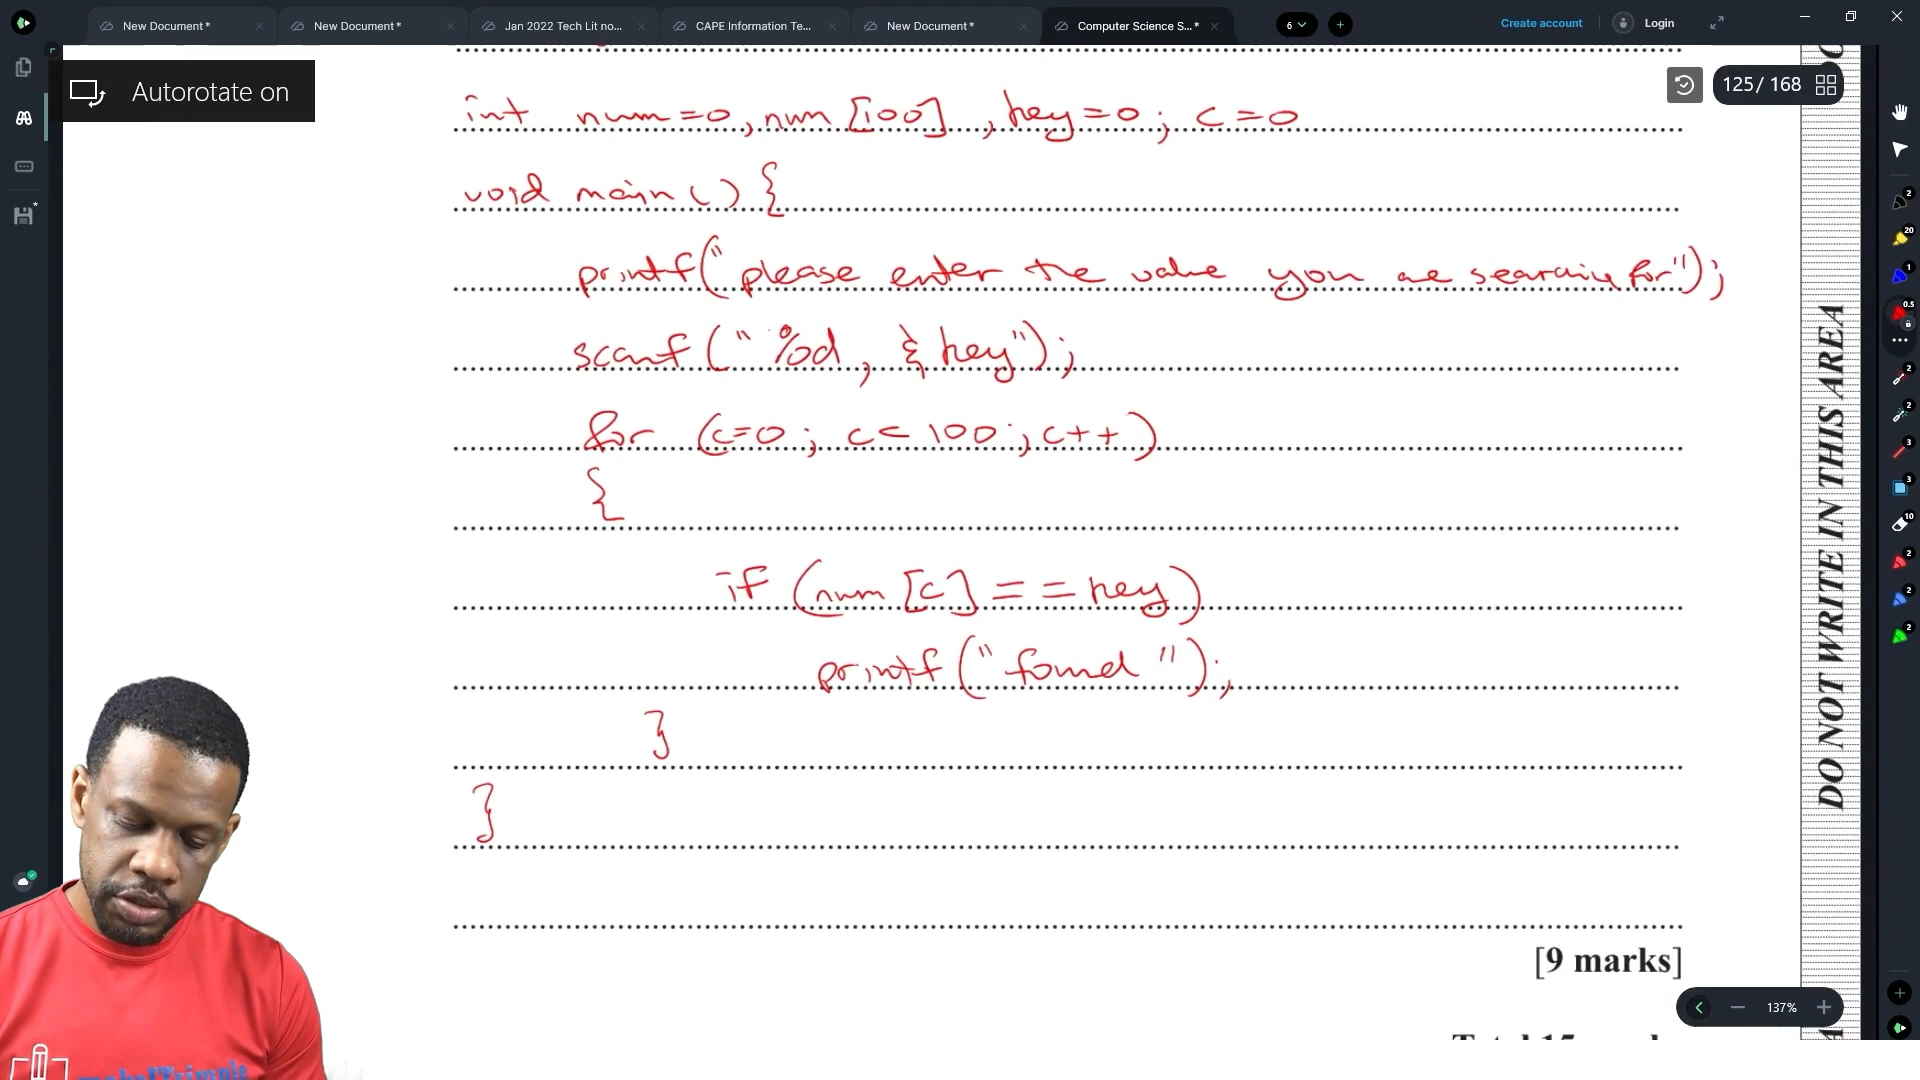 New Document* New Document* Jan 2022 Tech Lit no... CAPE Information Te... New Document* Computer Science S...* 6 Create account Login
Autorotate on
125 / 168
int num=0, num [100] , key=0; c=0
void main () {
printf("please enter the value you are searching for");
scanf ("%d, &key");
for (c=0; c< 100; c++)
{
if (num [c] == key)
printf ("found");
}
}
[9 marks]
137%
DO NOT WRITE IN THIS AREA
makeITsimple